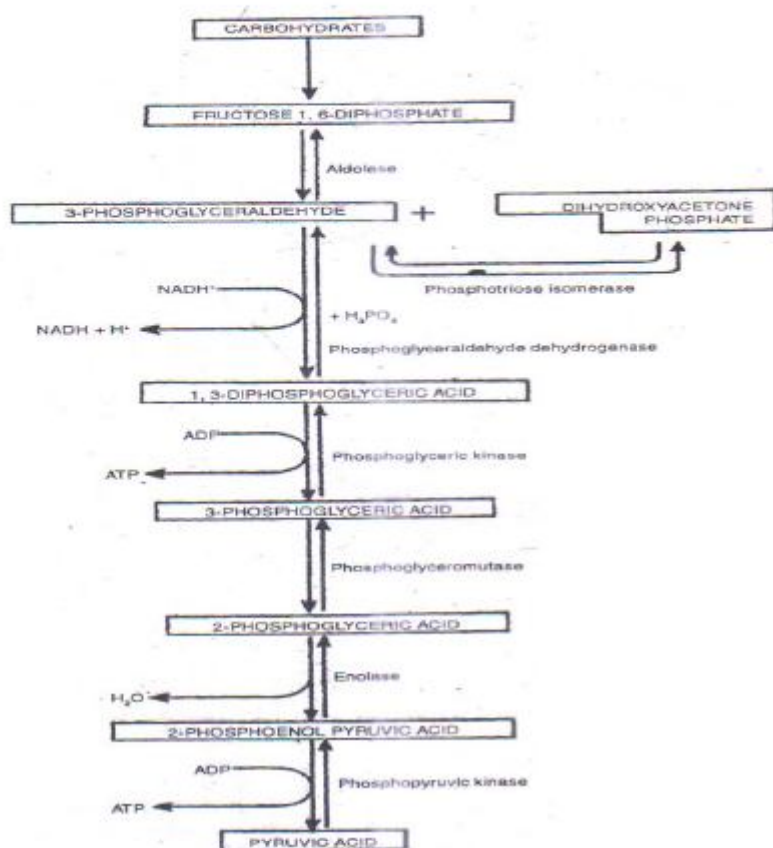 CARBOHYDRATES
FRUCTOSE 1, 6-DIPHOSPHATE
Aldolese
3-PHOSPHOGLYCERALDEHYDE
+
DIHYDROXYACETONE
PHOSPHATE
Phosphotriose isomerase
NADH⁺
NADH + H⁺
+ H₃PO₄
Phosphoglyceraldehyde dehydrogenase
1, 3-DIPHOSPHOGLYCERIC ACID
ADP
Phosphoglyceric kinase
ATP
3-PHOSPHOGLYCERIC ACID
Phosphoglyceromutase
2-PHOSPHOGLYCERIC ACID
Enolase
H₂O
2-PHOSPHOENOL PYRUVIC ACID
ADP
Phosphopyruvic kinase
ATP
PYRUVIC ACID